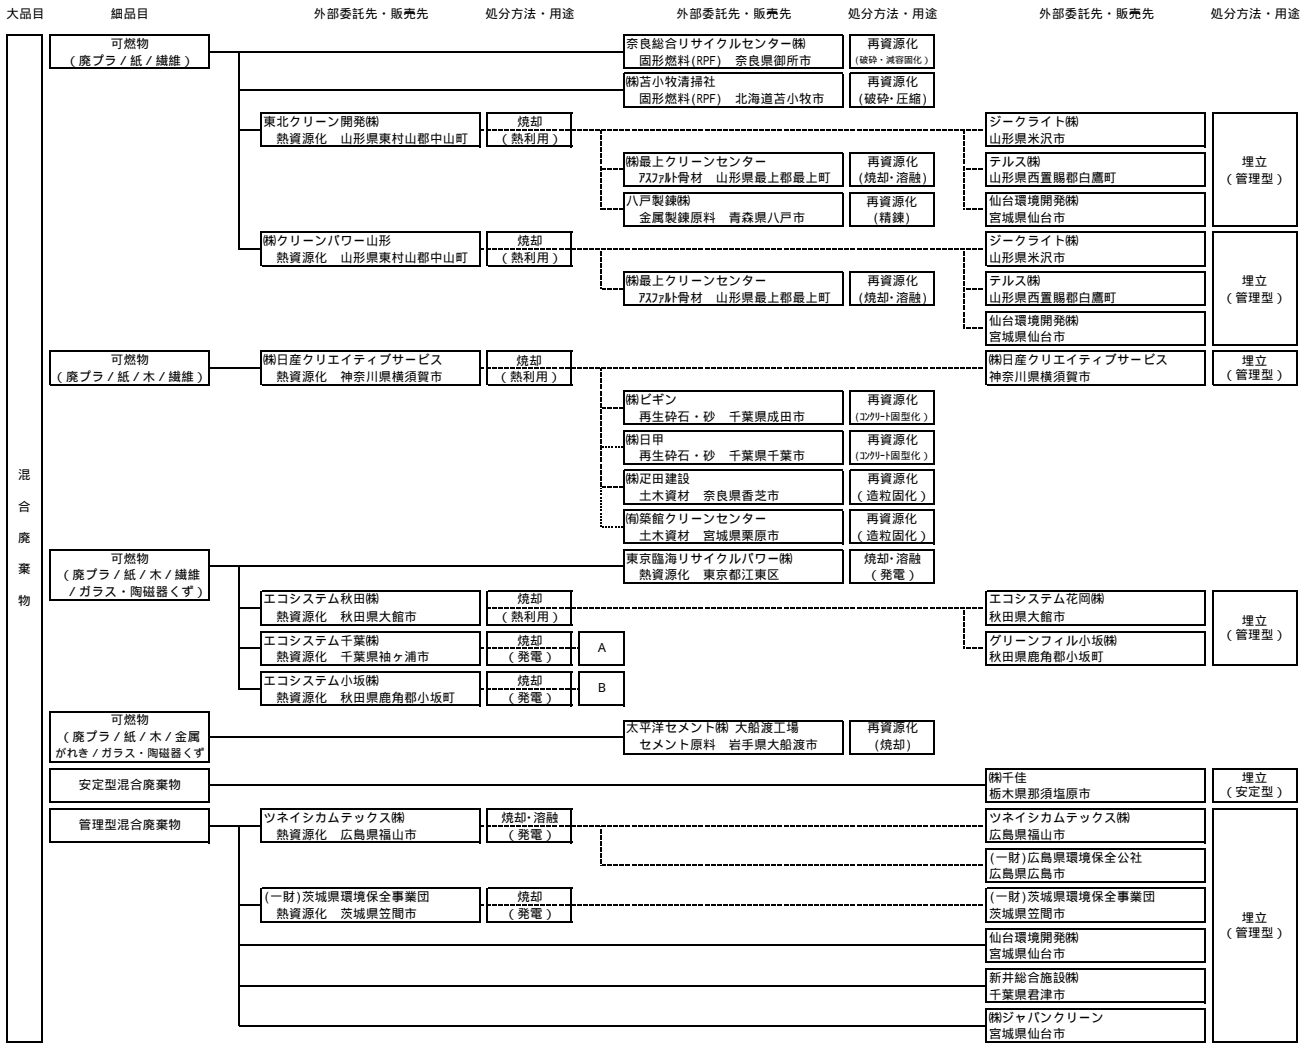 大品目 細品目 外部委託先・販売先 処分方法・用途 外部委託先・販売先 処分方法・用途 外部委託先・販売先 処分方法・用途
混合廃棄物
可燃物
(廃プラ/紙/繊維)
奈良総合リサイクルセンター㈱
固形燃料(RPF) 奈良県御所市
再資源化
(破砕・減容固化)
㈱苫小牧清掃社
固形燃料(RPF) 北海道苫小牧市
再資源化
(破砕・圧縮)
東北クリーン開発㈱
熱資源化 山形県東村山郡中山町
焼却
(熱利用)
㈱最上クリーンセンター
アスファルト骨材 山形県最上郡最上町
再資源化
(焼却・溶融)
八戸製錬㈱
金属製錬原料 青森県八戸市
再資源化
(精錬)
ジークライト㈱
山形県米沢市
テルス㈱
山形県西置賜郡白鷹町
仙台環境開発㈱
宮城県仙台市
埋立
(管理型)
㈱クリーンパワー山形
熱資源化 山形県東村山郡中山町
焼却
(熱利用)
㈱最上クリーンセンター
アスファルト骨材 山形県最上郡最上町
再資源化
(焼却・溶融)
ジークライト㈱
山形県米沢市
テルス㈱
山形県西置賜郡白鷹町
仙台環境開発㈱
宮城県仙台市
埋立
(管理型)
可燃物
(廃プラ/紙/木/繊維)
㈱日産クリエイティブサービス
熱資源化 神奈川県横須賀市
焼却
(熱利用)
㈱日産クリエイティブサービス
神奈川県横須賀市
埋立
(管理型)
㈱ビギン
再生砕石・砂 千葉県成田市
再資源化
(コンクリート固型化)
㈱日甲
再生砕石・砂 千葉県千葉市
再資源化
(コンクリート固型化)
㈱疋田建設
土木資材 奈良県香芝市
再資源化
(造粒固化)
㈲築館クリーンセンター
土木資材 宮城県栗原市
再資源化
(造粒固化)
可燃物
(廃プラ/紙/木/繊維
/ガラス・陶磁器くず)
東京臨海リサイクルパワー㈱
熱資源化 東京都江東区
焼却・溶融
(発電)
エコシステム秋田㈱
熱資源化 秋田県大館市
焼却
(熱利用)
エコシステム花岡㈱
秋田県大館市
グリーンフィル小坂㈱
秋田県鹿角郡小坂町
埋立
(管理型)
エコシステム千葉㈱
熱資源化 千葉県袖ヶ浦市
焼却
(発電)
A
エコシステム小坂㈱
熱資源化 秋田県鹿角郡小坂町
焼却
(発電)
B
可燃物
(廃プラ/紙/木/金属
がれき/ガラス・陶磁器くず
太平洋セメント㈱ 大船渡工場
セメント原料 岩手県大船渡市
再資源化
(焼却)
安定型混合廃棄物
㈱千佳
栃木県那須塩原市
埋立
(安定型)
管理型混合廃棄物
ツネイシカムテックス㈱
熱資源化 広島県福山市
焼却・溶融
(発電)
ツネイシカムテックス㈱
広島県福山市
(一財)広島県環境保全公社
広島県広島市
(一財)茨城県環境保全事業団
熱資源化 茨城県笠間市
焼却
(発電)
(一財)茨城県環境保全事業団
茨城県笠間市
仙台環境開発㈱
宮城県仙台市
新井総合施設㈱
千葉県君津市
㈱ジャパンクリーン
宮城県仙台市
埋立
(管理型)